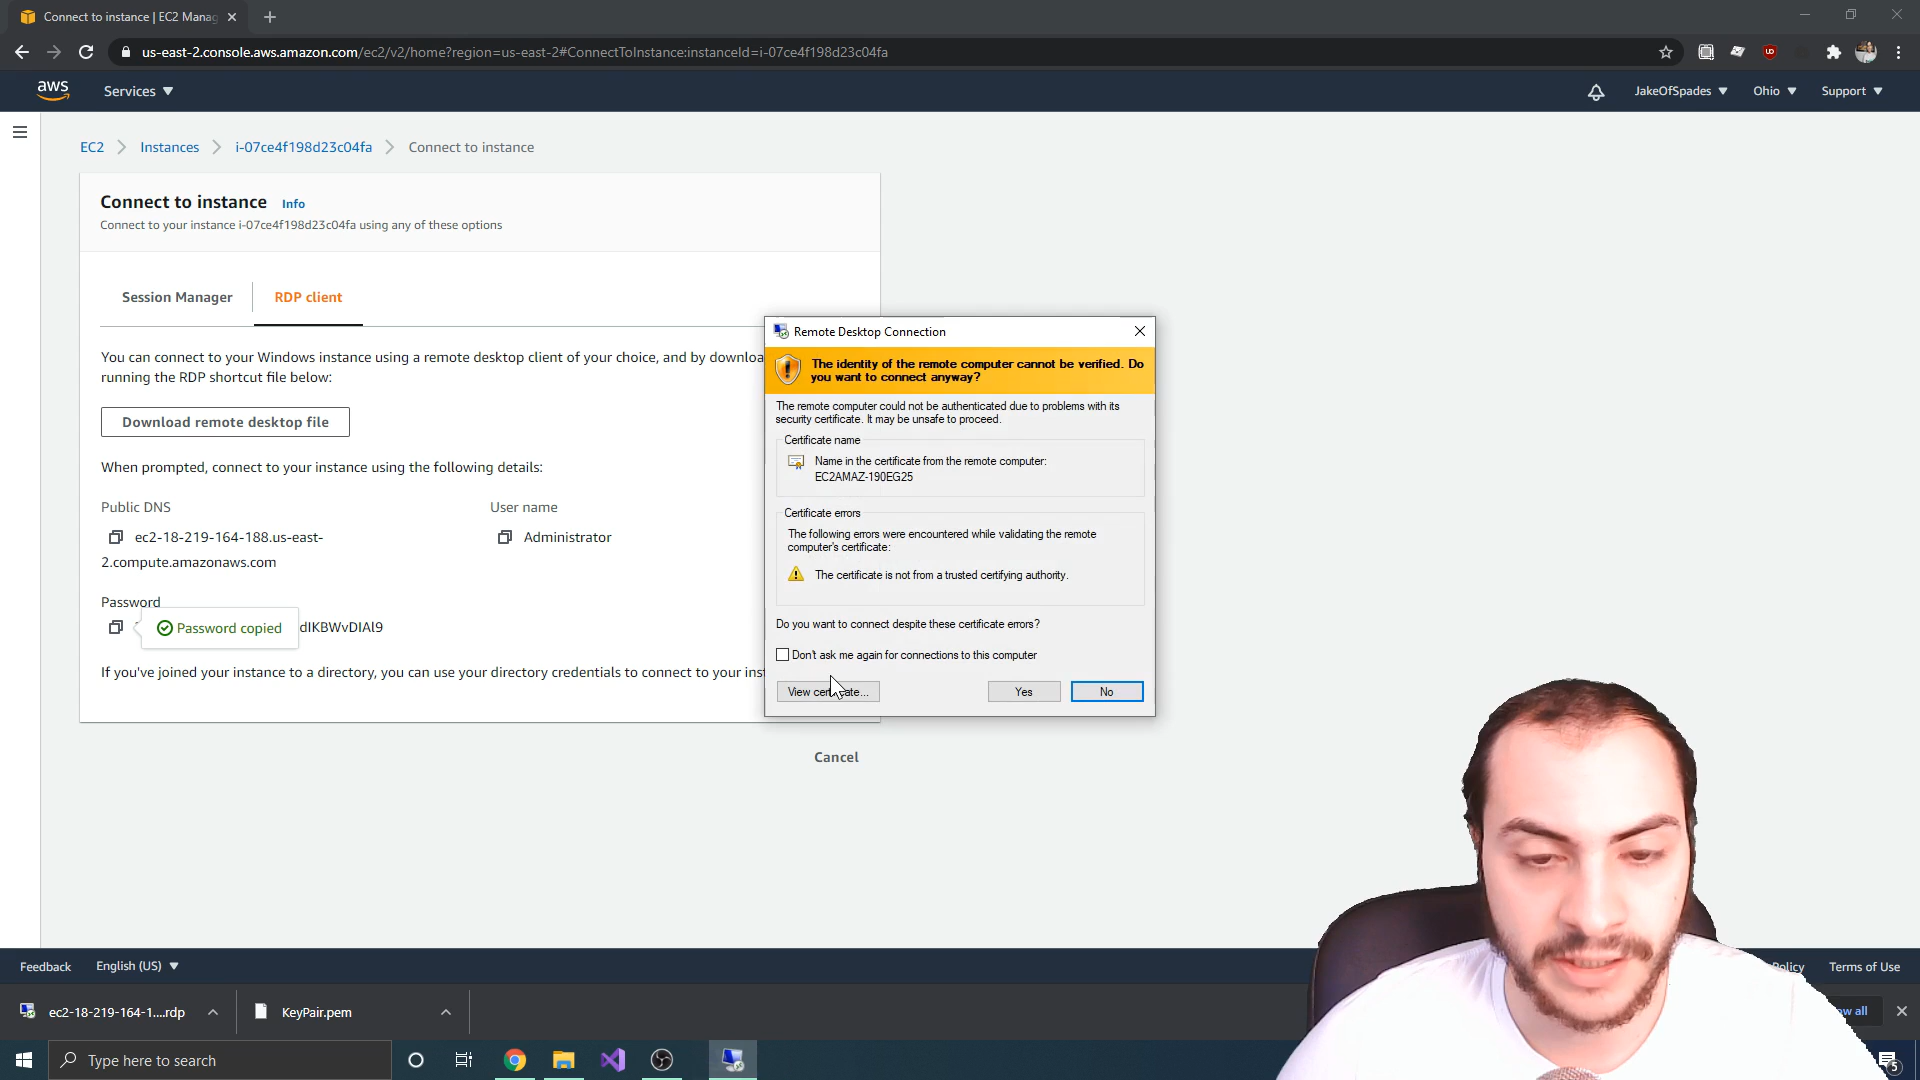 Connect to instance | EC2 Manag
us-east-2.console.aws.amazon.com/ec2/v2/home?region=us-east-2#ConnectToInstance:instanceId=i-07ce4f198d23c04fa
aws
Services
JakeOfSpades
Ohio
Support
EC2
Instances
i-07ce4f198d23c04fa
Connect to instance
Connect to instance
Info
Connect to your instance i-07ce4f198d23c04fa using any of these options
Session Manager
RDP client
You can connect to your Windows instance using a remote desktop client of your choice, and by downloa
running the RDP shortcut file below:
Download remote desktop file
When prompted, connect to your instance using the following details:
Public DNS
User name
ec2-18-219-164-188.us-east-
2.compute.amazonaws.com
Administrator
Password
Password copied
dIKBWvDIAl9
If you've joined your instance to a directory, you can use your directory credentials to connect to your inst
Cancel
Remote Desktop Connection
The identity of the remote computer cannot be verified. Do
you want to connect anyway?
The remote computer could not be authenticated due to problems with its
security certificate. It may be unsafe to proceed.
Certificate name
Name in the certificate from the remote computer:
EC2AMAZ-190EG25
Certificate errors
The following errors were encountered while validating the remote
computer's certificate:
The certificate is not from a trusted certifying authority.
Do you want to connect despite these certificate errors?
Don't ask me again for connections to this computer
View certificate...
Yes
No
Feedback
English (US)
Policy
Terms of Use
ec2-18-219-164-1....rdp
KeyPair.pem
ow all
Type here to search
5